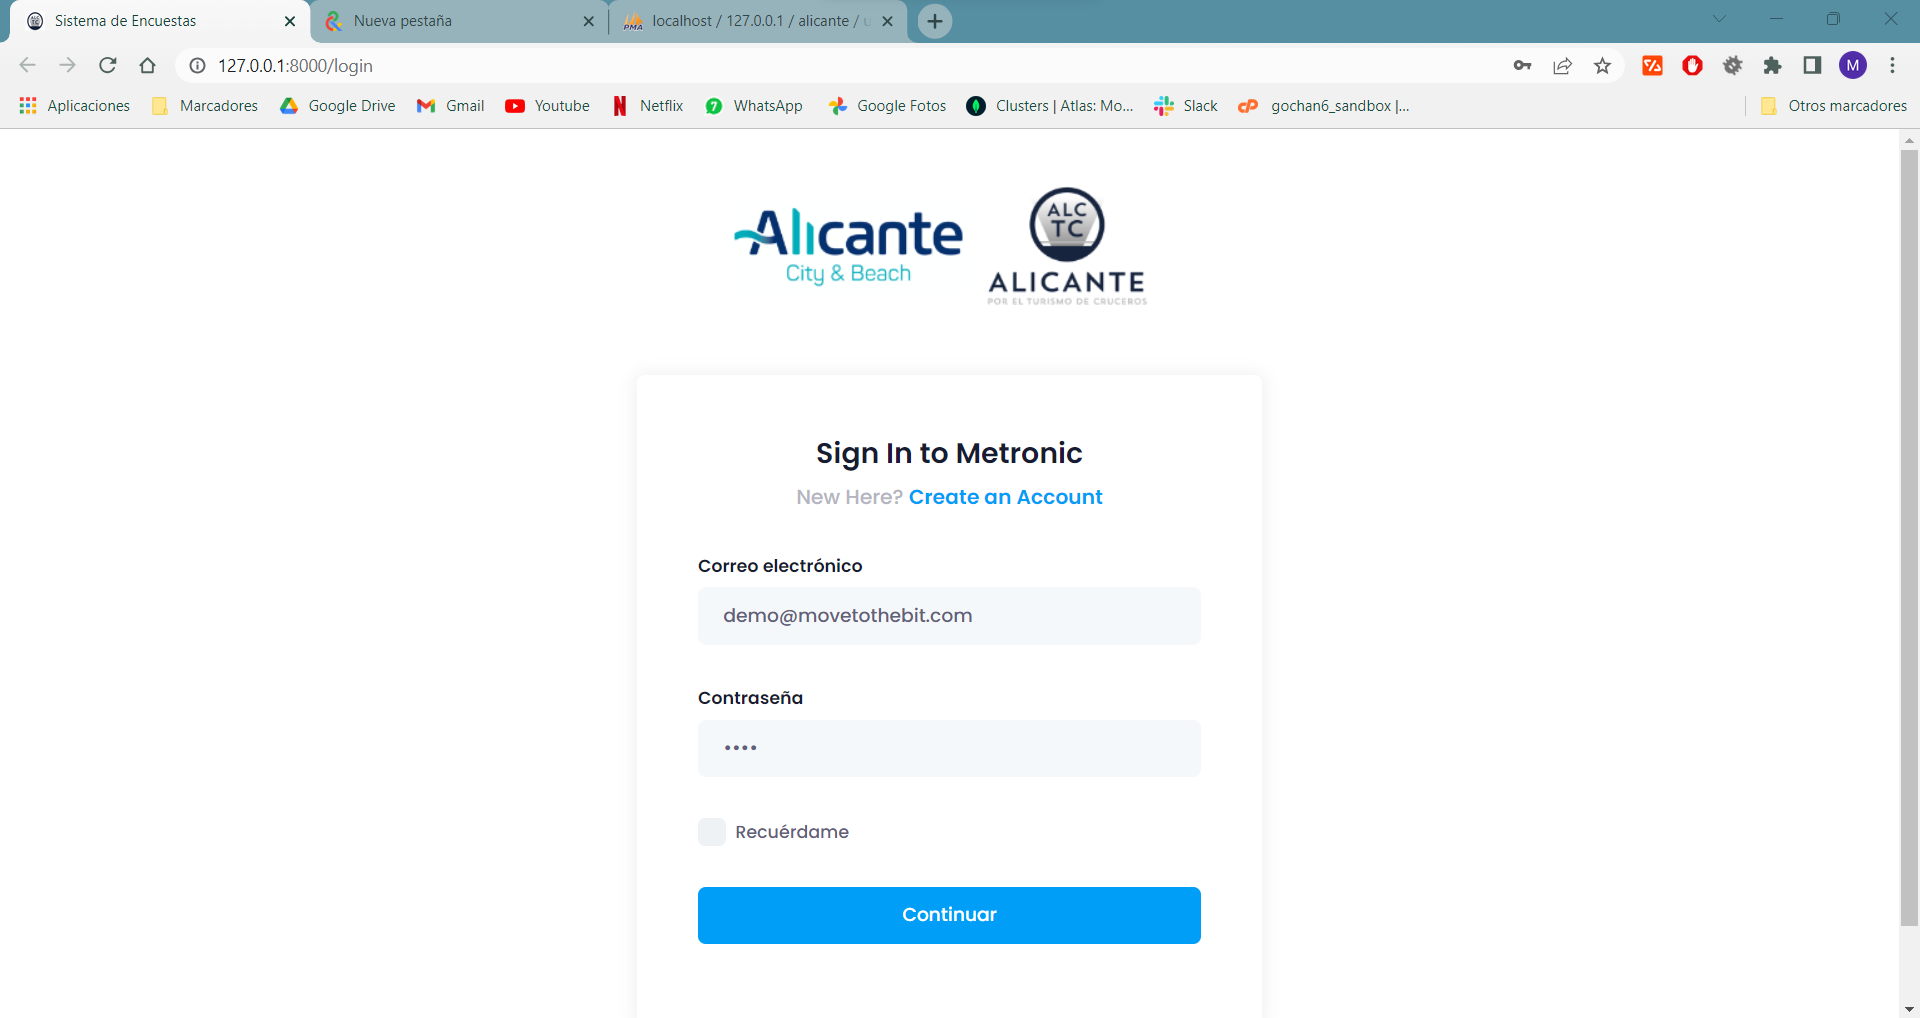 Sistema de Encuestas
Nueva pestaña
PMA
localhost / 127.0.0.1 / alicante / u
127.0.0.1:8000/login
M
Aplicaciones
Marcadores
Google Drive
Gmail
Youtube
Netflix
WhatsApp
Google Fotos
Clusters | Atlas: Mo...
Slack
gochan6_sandbox |...
Otros marcadores
Alicante
City & Beach
ALC
TC
ALICANTE
POR EL TURISMO DE CRUCEROS
Sign In to Metronic
New Here? Create an Account
Correo electrónico
demo@movetothebit.com
Contraseña
••••
Recuérdame
Continuar